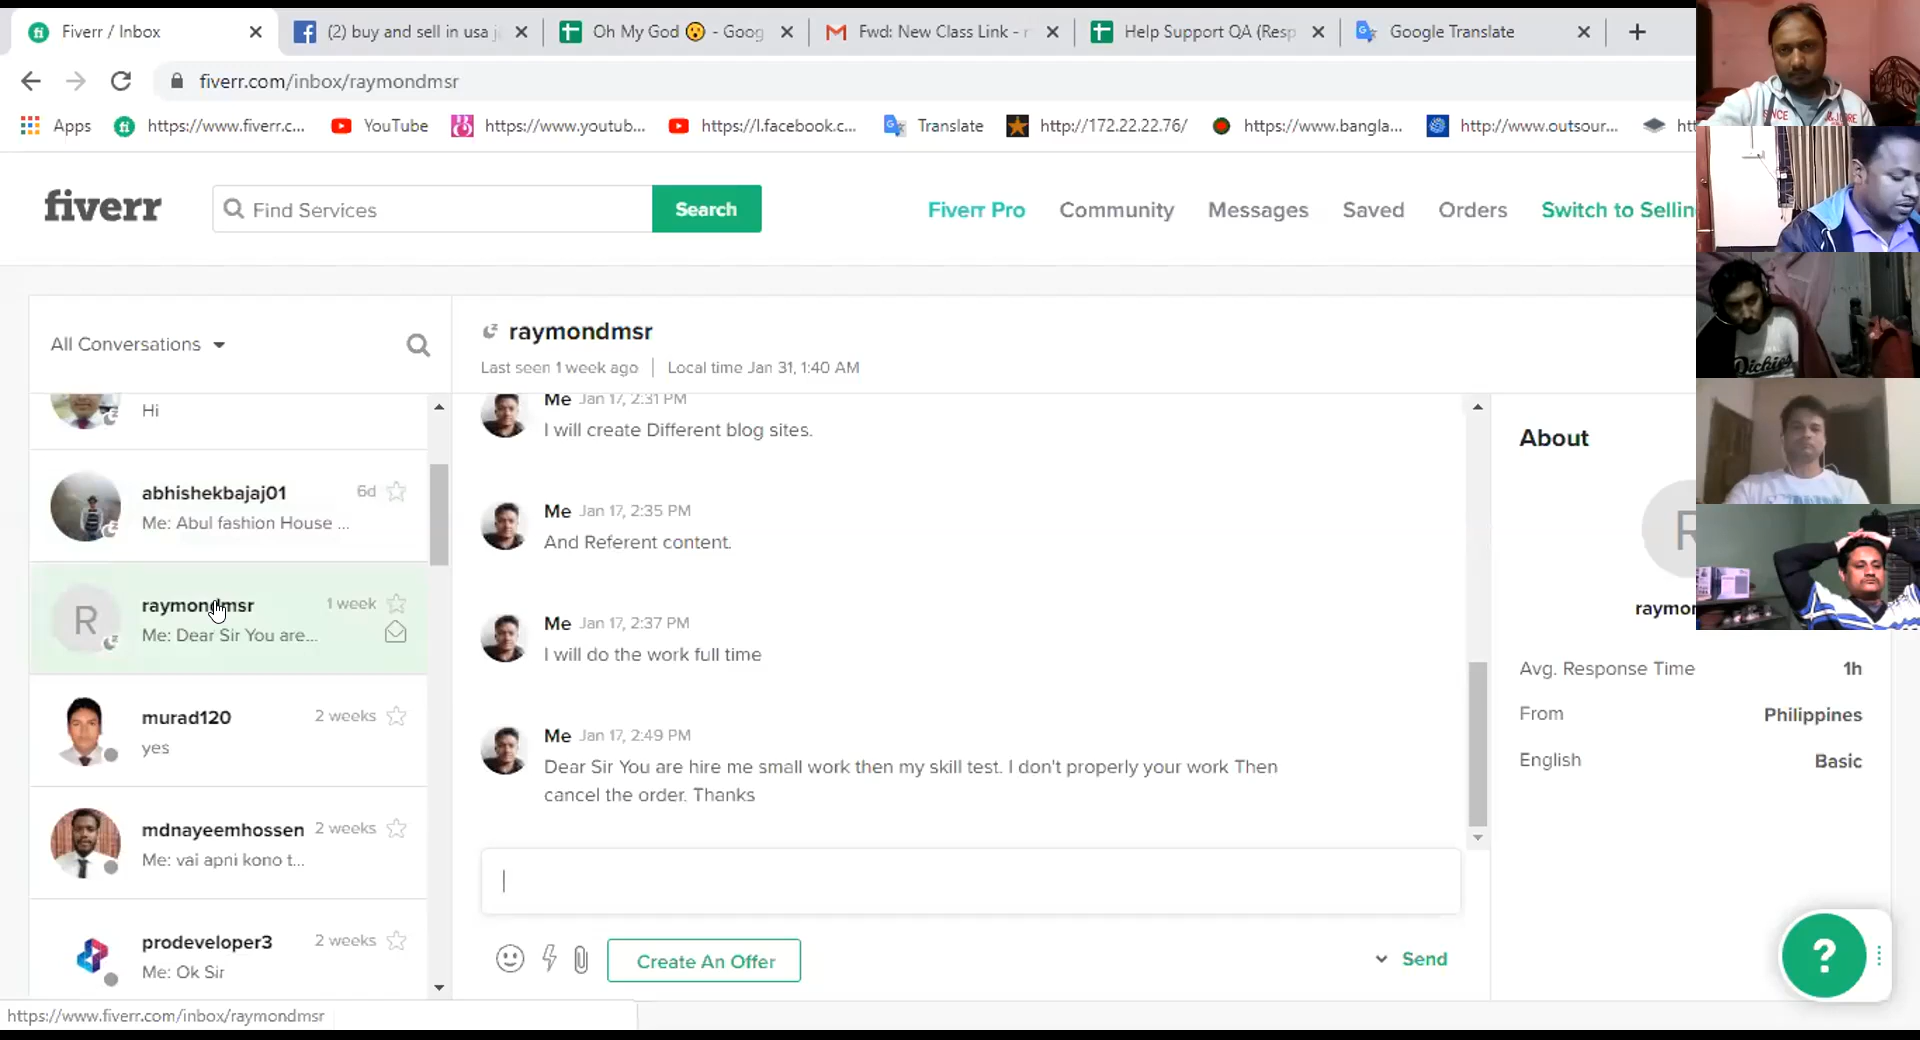 Fiverr / Inbox
(2) buy and sell in usa
Oh My God 😮 - Goog
Fwd: New Class Link -
Help Support QA (Resp
Google Translate
fiverr.com/inbox/raymondmsr
Apps
https://www.fiverr.c...
YouTube
https://www.youtub...
https://l.facebook.c...
Translate
http://172.22.22.76/
https://www.bangla...
http://www.outsour...
htt
fiverr
Find Services
Search
Fiverr Pro
Community
Messages
Saved
Orders
Switch to Sellin
All Conversations
raymondmsr
Last seen 1 week ago
Local time Jan 31, 1:40 AM
Hi
abhishekbajaj01
6d
Me: Abul fashion House ...
R
raymondmsr
1 week
Me: Dear Sir You are...
murad120
2 weeks
yes
mdnayeemhossen
2 weeks
Me: vai apni kono t...
prodeveloper3
2 weeks
Me: Ok Sir
Me Jan 17, 2:31 PM
I will create Different blog sites.
Me Jan 17, 2:35 PM
And Referent content.
Me Jan 17, 2:37 PM
I will do the work full time
Me Jan 17, 2:49 PM
Dear Sir You are hire me small work then my skill test. I don't properly your work Then
cancel the order. Thanks
Create An Offer
Send
About
R
raymon
Avg. Response Time
1h
From
Philippines
English
Basic
?
https://www.fiverr.com/inbox/raymondmsr
Dickies